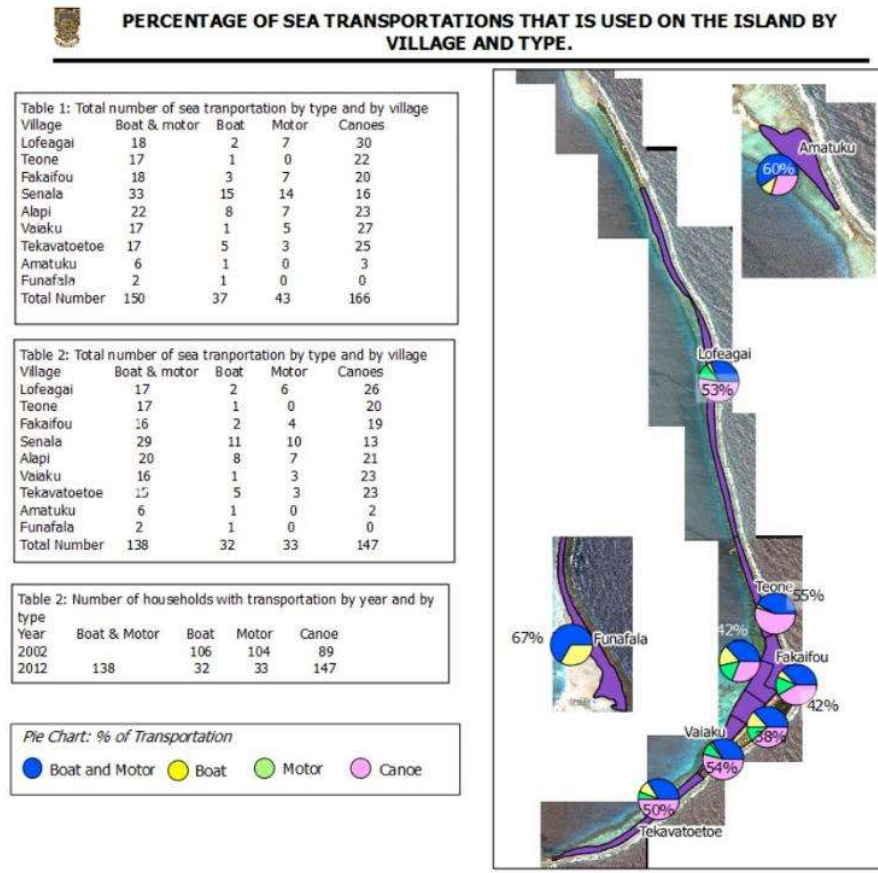 PERCENTAGE OF SEA TRANSPORTATIONS THAT IS USED ON THE ISLAND BY
VILLAGE AND TYPE.
Table 1: Total number of sea tranportation by type and by village
Village Boat & motor Boat Motor Canoes
Lofeagai 18 2 7 30
Teone 17 1 0 22
Fakaifou 18 3 7 20
Senala 33 15 14 16
Alapi 22 8 7 23
Vaiaku 17 1 5 27
Tekavatoetoe 17 5 3 25
Amatuku 6 1 0 3
Funafala 2 1 0 0
Total Number 150 37 43 166
Table 2: Total number of sea tranportation by type and by village
Village Boat & motor Boat Motor Canoes
Lofeagai 17 2 6 26
Teone 17 1 0 20
Fakaifou 16 2 4 19
Senala 29 11 10 13
Alapi 20 8 7 21
Vaiaku 16 1 3 23
Tekavatoetoe 15 5 3 23
Amatuku 6 1 0 2
Funafala 2 1 0 0
Total Number 138 32 33 147
Table 2: Number of households with transportation by year and by
type
Year Boat & Motor Boat Motor Canoe
2002 106 104 89
2012 138 32 33 147
Pie Chart: % of Transportation
Boat and Motor Boat Motor Canoe
Amatuku
60%
Lofeagai
53%
Teone
55%
67%
Funafala
42%
Fakaifou
42%
Vaiaku
38%
54%
50%
Tekavatoetoe